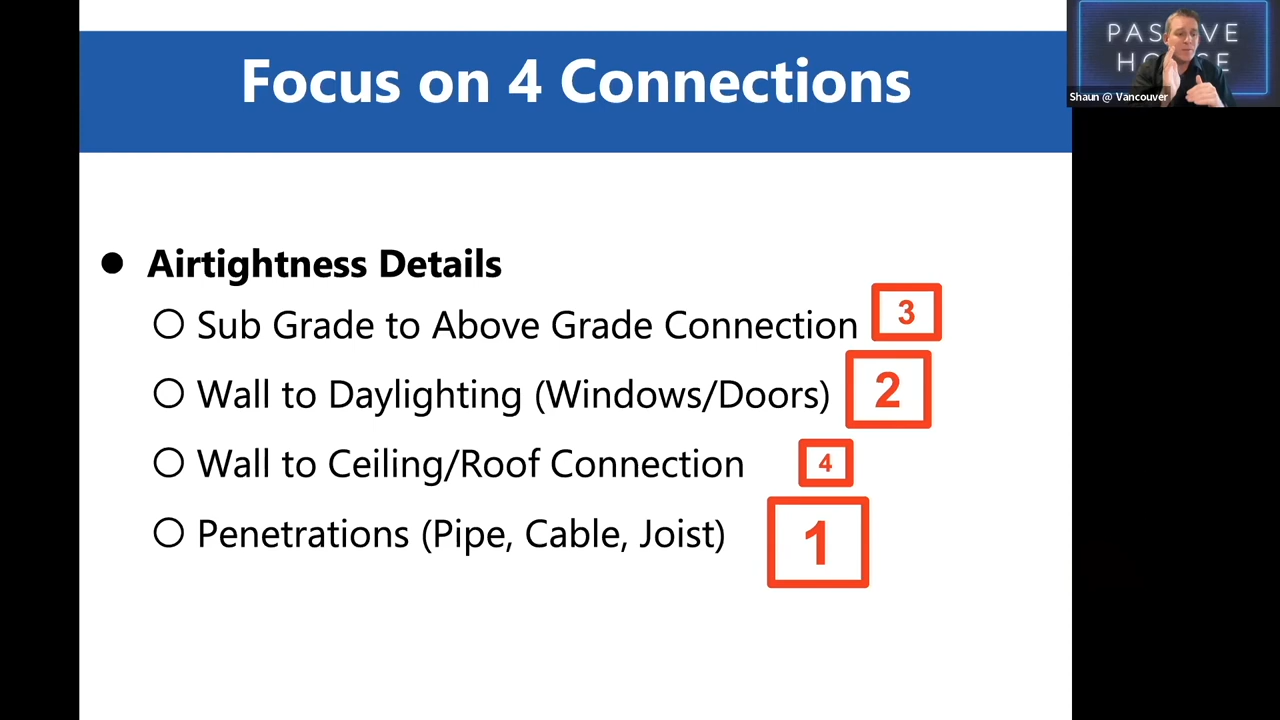 Focus on 4 Connections
PASSIVE
HOUSE
Shaun @ Vancouver
● Airtightness Details
○ Sub Grade to Above Grade Connection 3
○ Wall to Daylighting (Windows/Doors) 2
○ Wall to Ceiling/Roof Connection 4
○ Penetrations (Pipe, Cable, Joist) 1